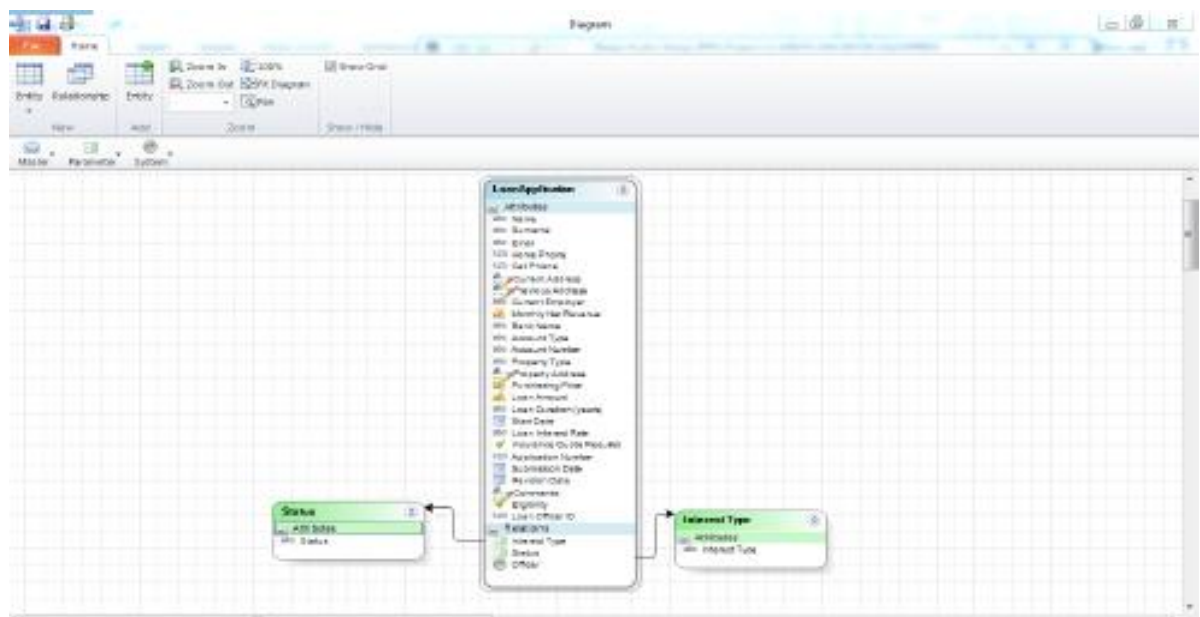 Diagram
File Home
Zoom In 100% Show Grid
Zoom Out Fit Diagram
Entity Relationship Entity
Pan
New Add Zoom Show / Hide
Master Parameter System
LoanApplication
Attributes
Name
Surname
Email
Home Phone
Cell Phone
Current Address
Previous Address
Current Employer
Monthly Net Revenue
Bank Name
Account Type
Account Number
Property Type
Property Address
Purchasing Price
Loan Amount
Loan Duration (years)
Start Date
Loan Interest Rate
Insurance Quote Required
Application Number
Submission Date
Revision Date
Comments
Eligibility
Loan Officer ID
Relations
Interest Type
Status
Officer
Status
Attributes
abc Status
Interest Type
Attributes
abc Interest Type